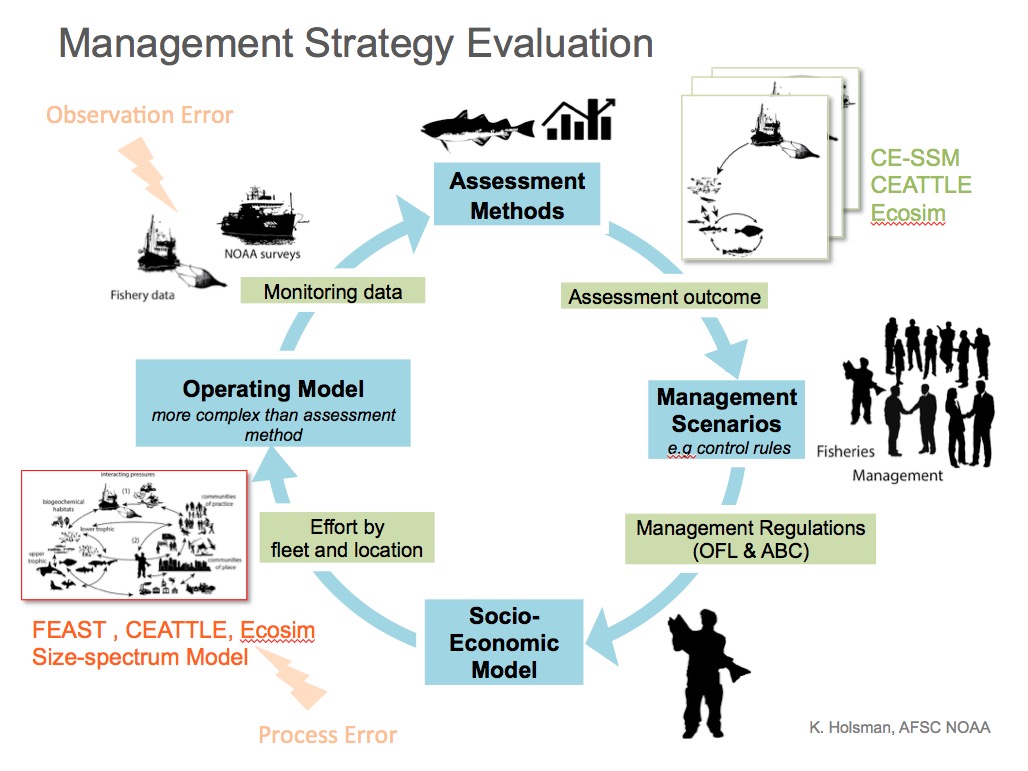 Management Strategy Evaluation
Observation Error
CE-SSM
CEATTLE
Ecosim
Assessment
Methods
NOAA surveys
Fishery data
Monitoring data
Assessment outcome
Operating Model
more complex than assessment
method
Management
Scenarios
e.g control rules
Fisheries
Management
interacting pressures
(1)
communities
of practice
biogeochemical
habitats
lower trophic
(2)
upper
trophic
communities
of place
Effort by
fleet and location
Management Regulations
(OFL & ABC)
Socio-
Economic
Model
FEAST , CEATTLE, Ecosim
Size-spectrum Model
Process Error
K. Holsman, AFSC NOAA